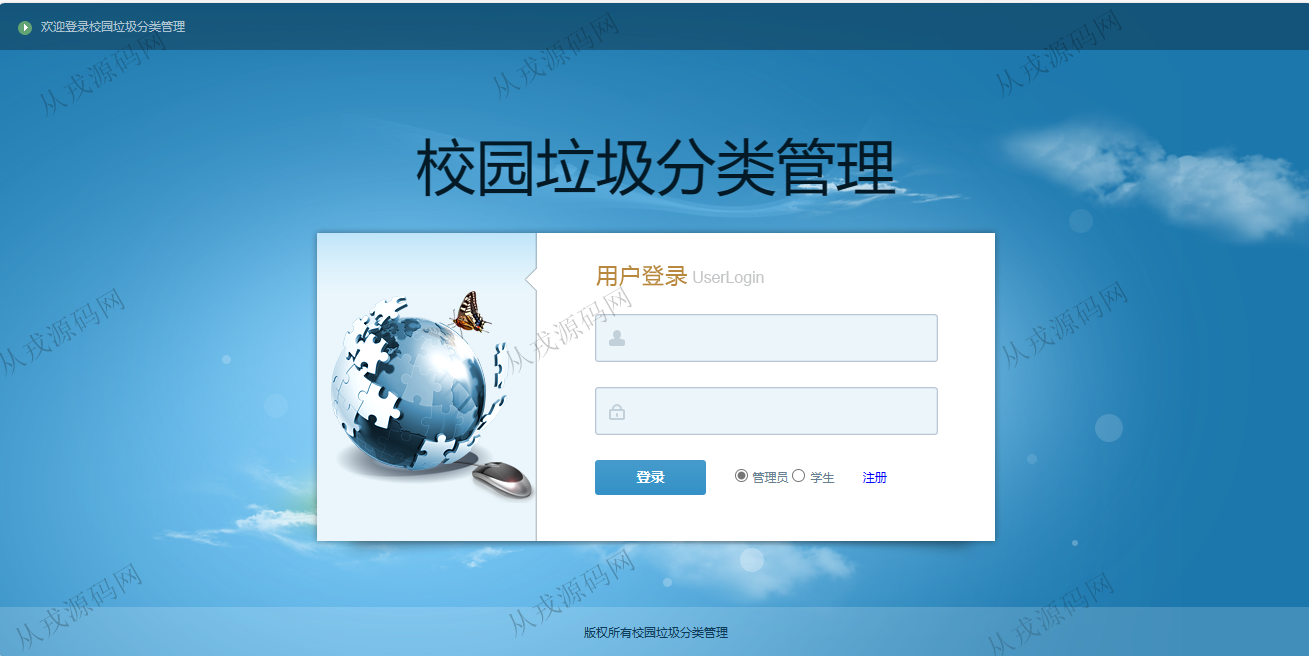 欢迎登录校园垃圾分类管理
从戎源码网
从戎源码网
从戎源码网
校园垃圾分类管理
用户登录 UserLogin
从戎源码网
从戎源码网
从戎源码网
登录 管理员 学生 注册
从戎源码网
从戎源码网
从戎源码网
版权所有校园垃圾分类管理